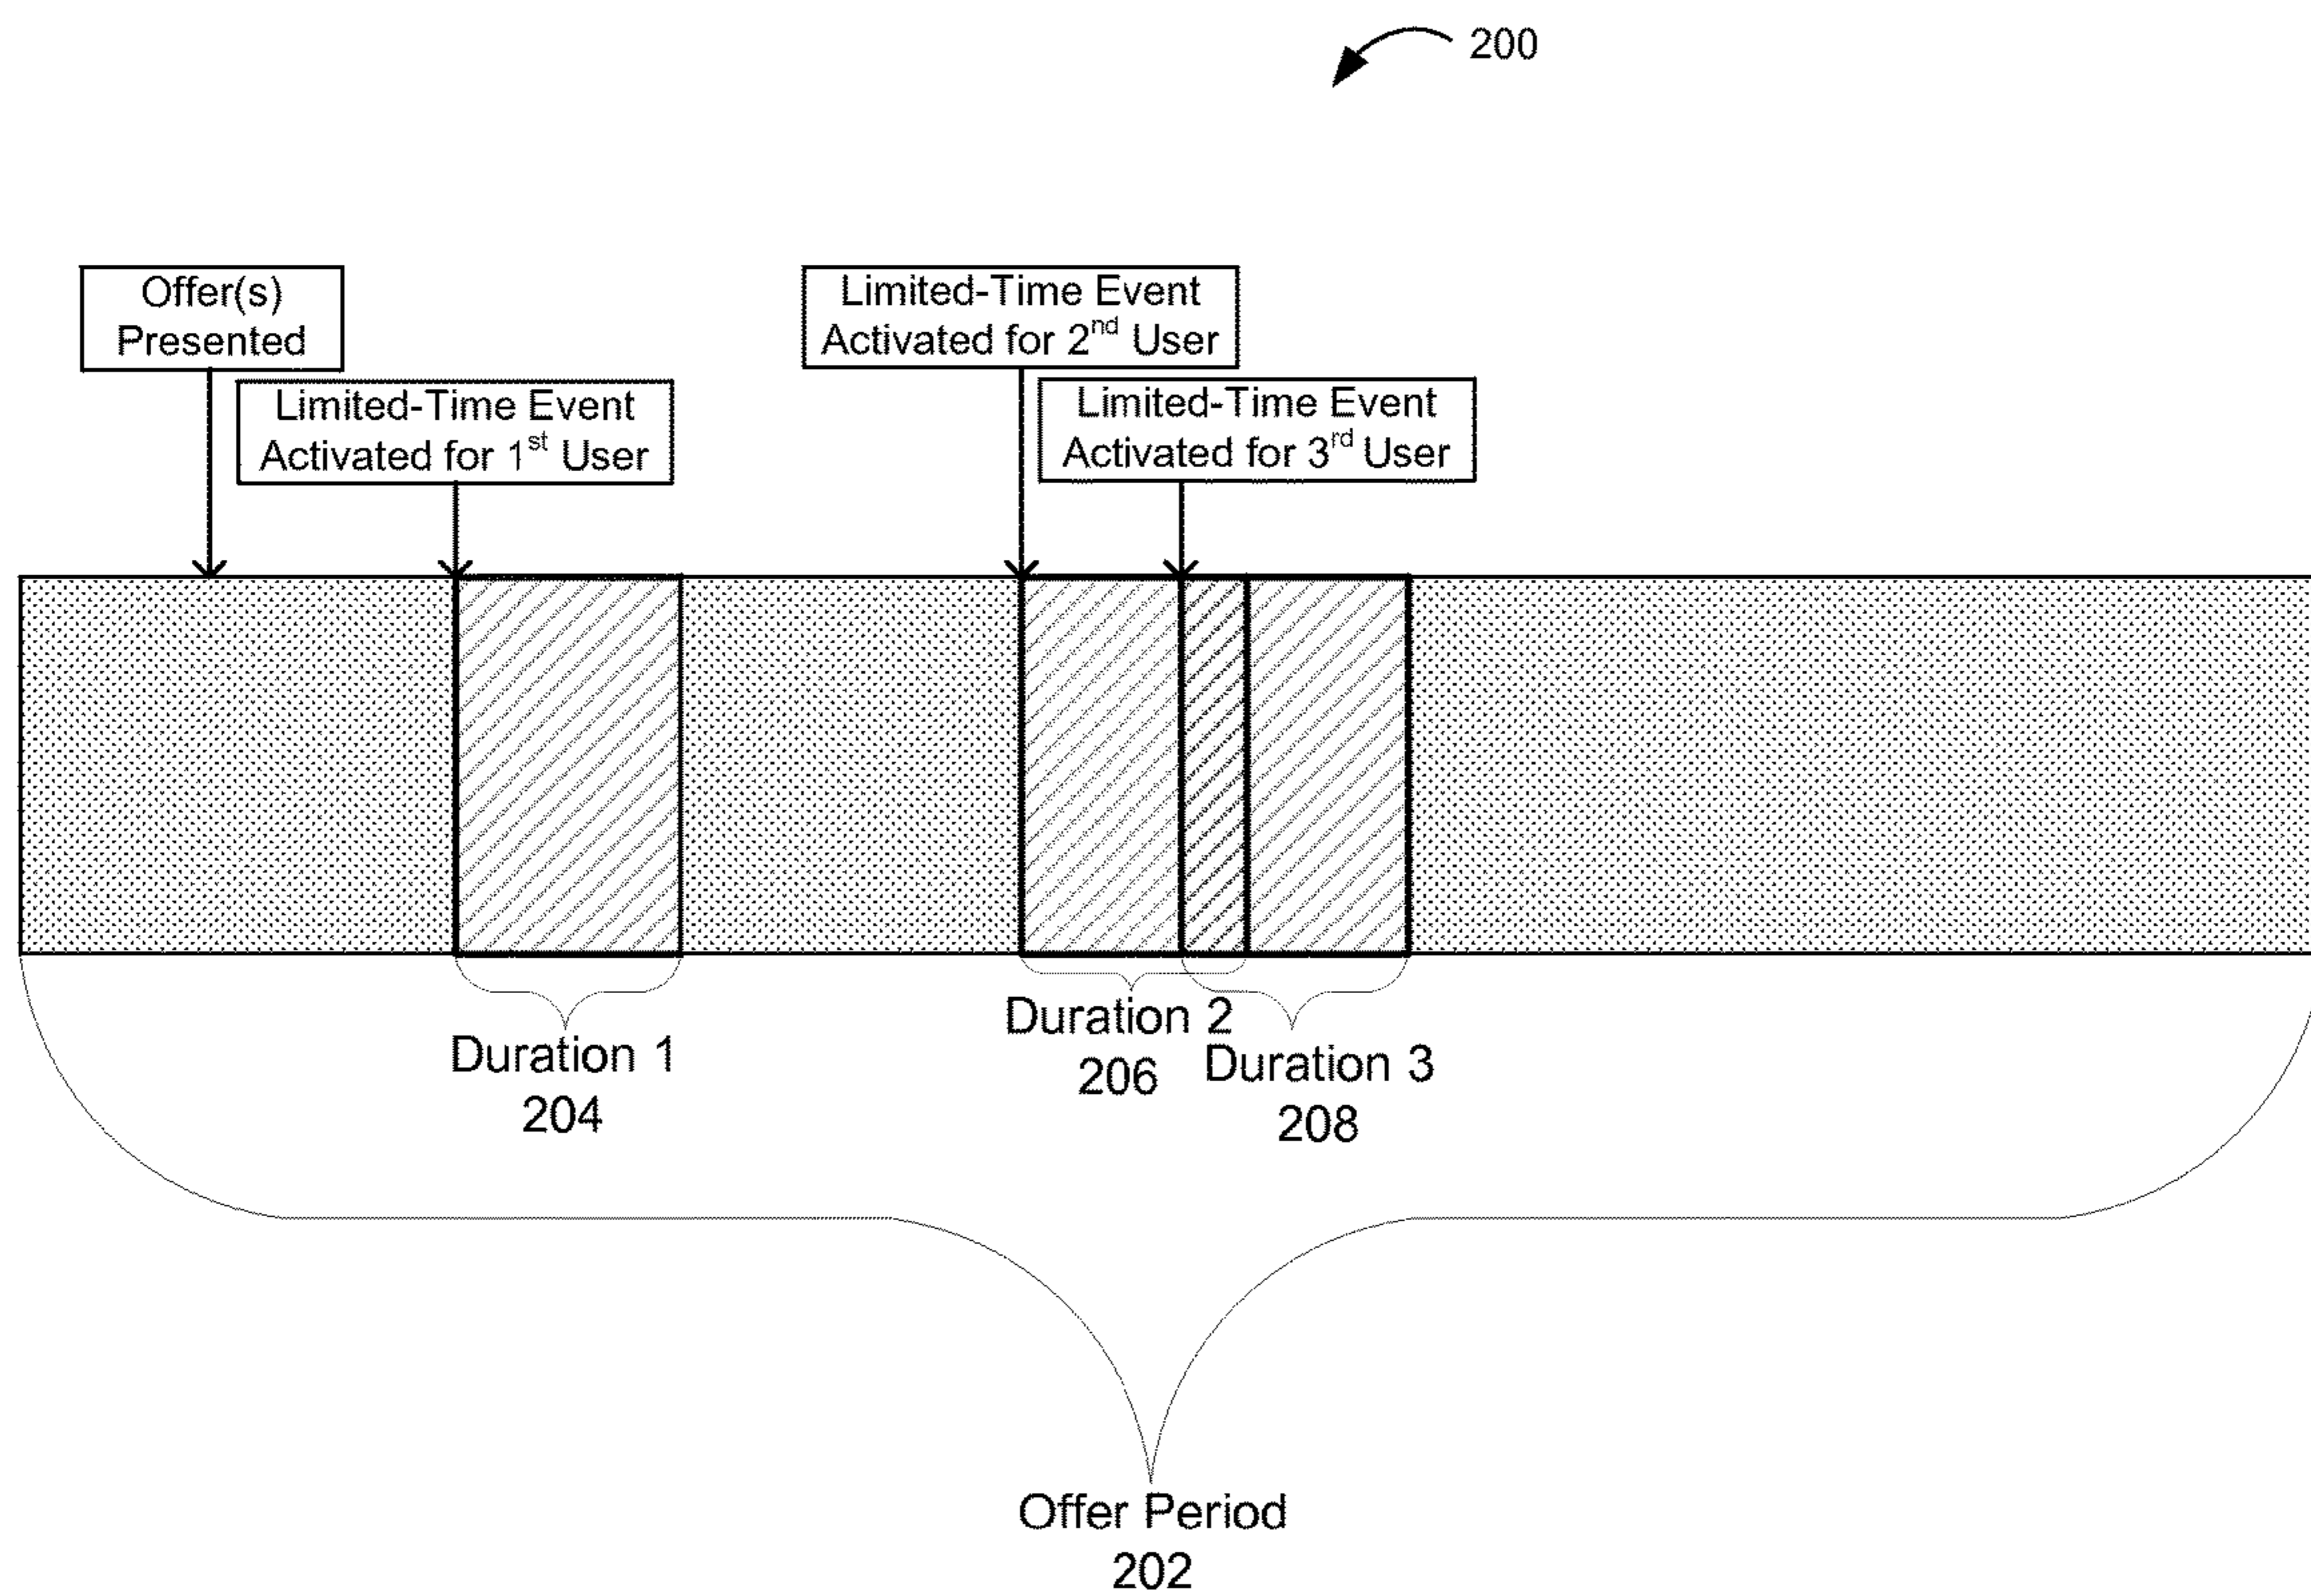 200
Offer(s)
Presented
Limited-Time Event
Activated for 1st User
Limited-Time Event
Activated for 2nd User
Limited-Time Event
Activated for 3rd User
Duration 1
204
Duration 2
206
Duration 3
208
Offer Period
202